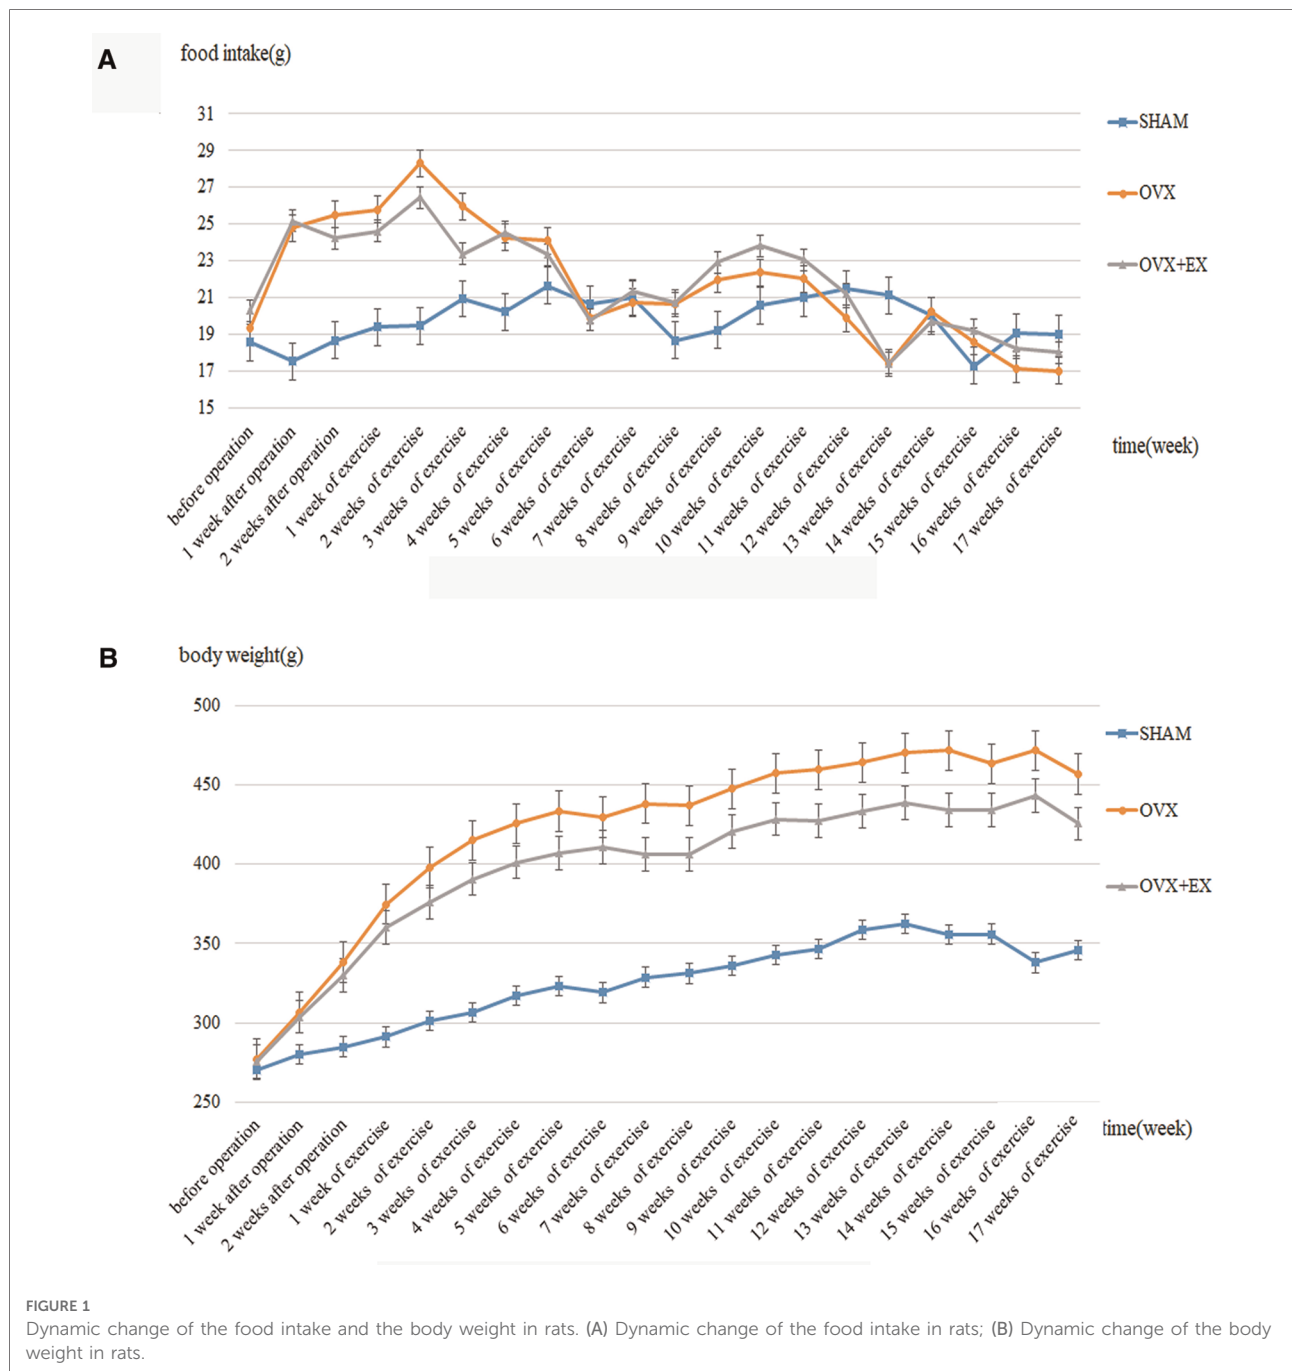 A
food intake(g)
31
29
27
25
23
21
19
17
15
SHAM
OVX
OVX+EX
time(week)
before operation
1 week after operation
2 weeks after operation
1 week of exercise
2 weeks of exercise
3 weeks of exercise
4 weeks of exercise
5 weeks of exercise
6 weeks of exercise
7 weeks of exercise
8 weeks of exercise
9 weeks of exercise
10 weeks of exercise
11 weeks of exercise
12 weeks of exercise
13 weeks of exercise
14 weeks of exercise
15 weeks of exercise
16 weeks of exercise
17 weeks of exercise
B
body weight(g)
500
450
400
350
300
250
SHAM
OVX
OVX+EX
time(week)
before operation
1 week after operation
2 weeks after operation
1 week of exercise
2 weeks of exercise
3 weeks of exercise
4 weeks of exercise
5 weeks of exercise
6 weeks of exercise
7 weeks of exercise
8 weeks of exercise
9 weeks of exercise
10 weeks of exercise
11 weeks of exercise
12 weeks of exercise
13 weeks of exercise
14 weeks of exercise
15 weeks of exercise
16 weeks of exercise
17 weeks of exercise
FIGURE 1
Dynamic change of the food intake and the body weight in rats. (A) Dynamic change of the food intake in rats; (B) Dynamic change of the body
weight in rats.